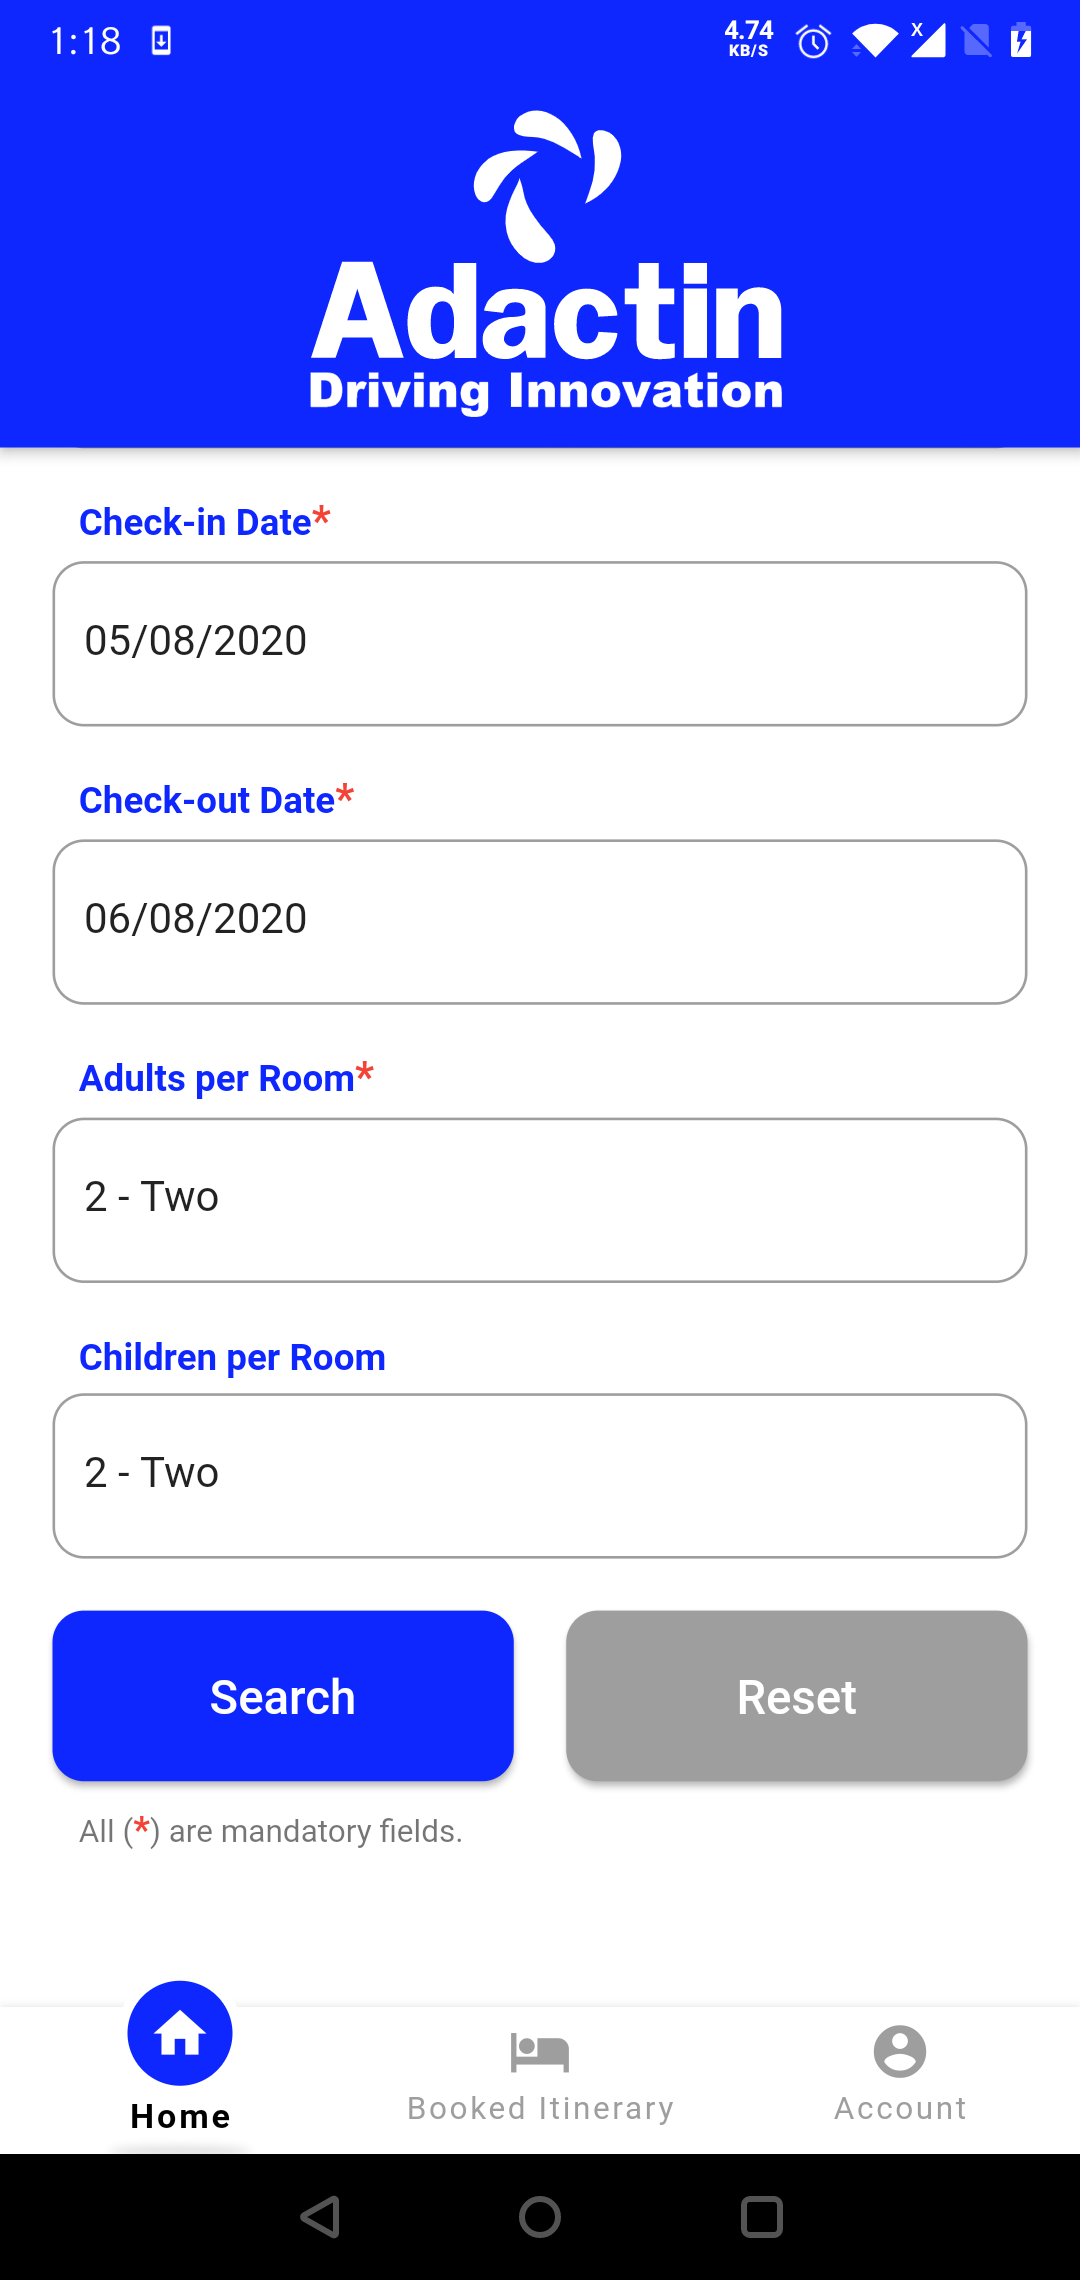 1:18
4.74
KB/S
X
Adactin
Driving Innovation
Check-in Date*
05/08/2020
Check-out Date*
06/08/2020
Adults per Room*
2 - Two
Children per Room
2 - Two
Search
Reset
All (*) are mandatory fields.
Home
Booked Itinerary
Account